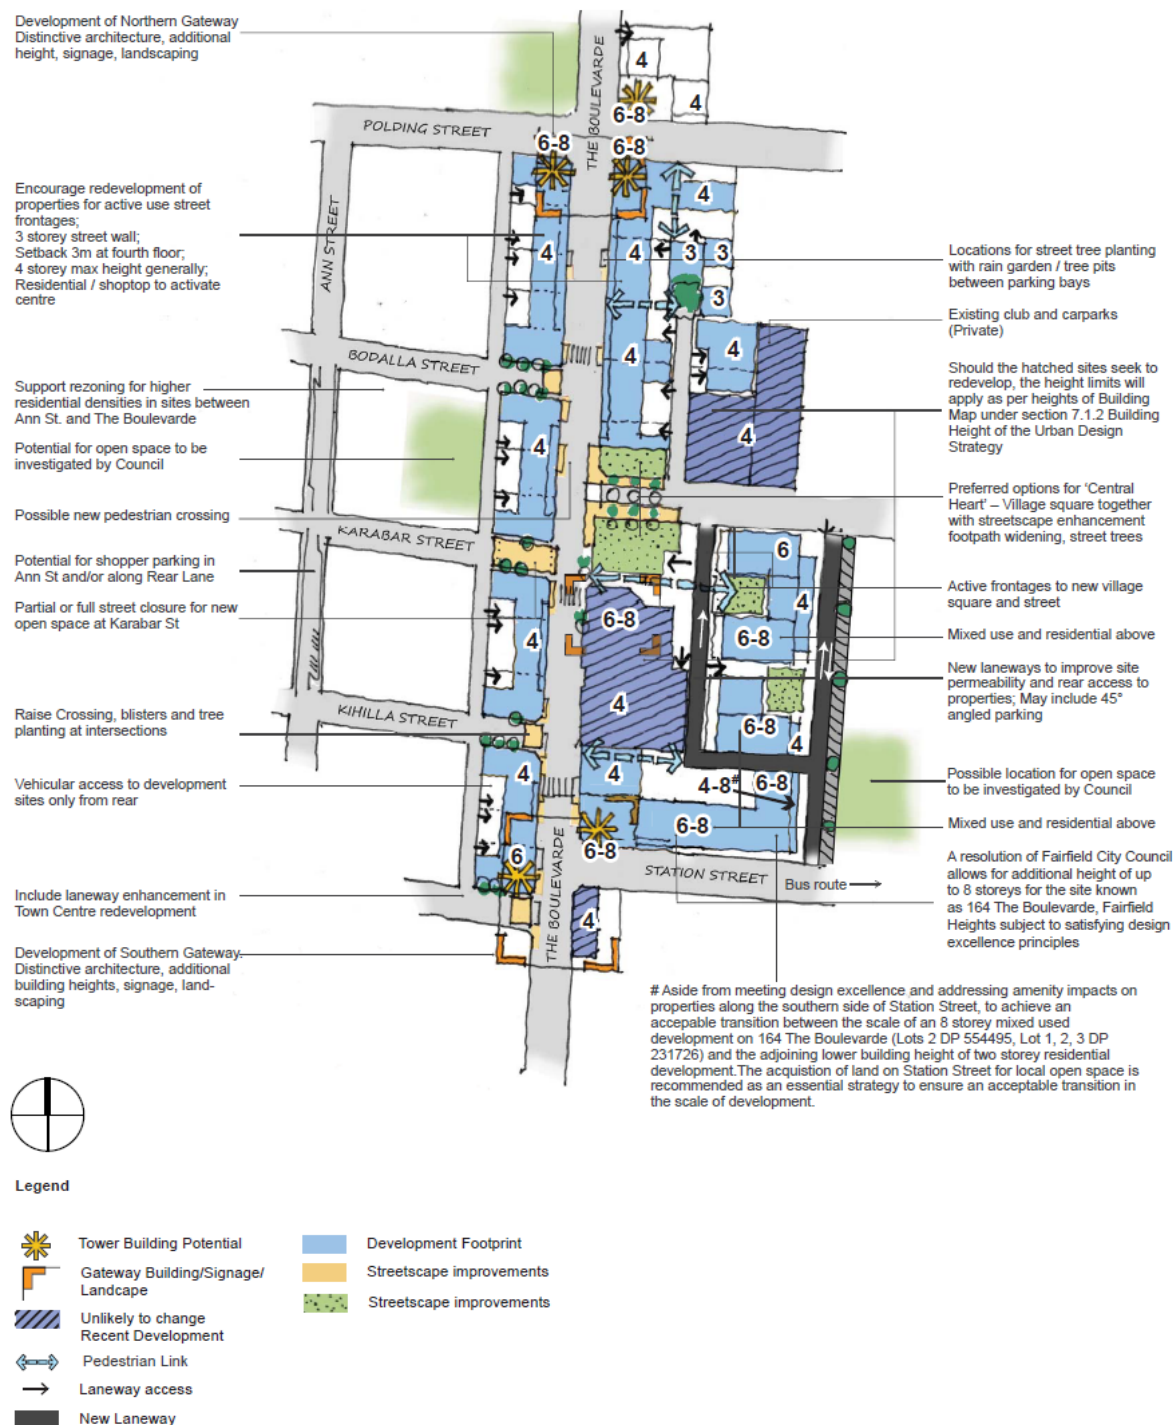 Development of Northern Gateway
Distinctive architecture, additional
height, signage, landscaping
Encourage redevelopment of
properties for active use street
frontages;
3 storey street wall;
Setback 3m at fourth floor;
4 storey max height generally;
Residential / shoptop to activate
centre
Support rezoning for higher
residential densities in sites between
Ann St. and The Boulevarde
Potential for open space to be
investigated by Council
Possible new pedestrian crossing
Potential for shopper parking in
Ann St and/or along Rear Lane
Partial or full street closure for new
open space at Karabar St
Raise Crossing, blisters and tree
planting at intersections
Vehicular access to development
sites only from rear
Include laneway enhancement in
Town Centre redevelopment
Development of Southern Gateway.
Distinctive architecture, additional
building heights, signage, land-
scaping
THE BOULEVARDE
POLDING STREET
ANN STREET
BODALLA STREET
KARABAR STREET
KIHILLA STREET
STATION STREET
THE BOULEVARDE
Bus route
4
4
6-8
6-8
6-8
4
4
4
3
3
3
4
4
4
4
6
4
6-8
6-8
4
4
6-8
4
4
4
4-8#
6-8
6-8
6-8
6
4
Locations for street tree planting
with rain garden / tree pits
between parking bays
Existing club and carparks
(Private)
Should the hatched sites seek to
redevelop, the height limits will
apply as per heights of Building
Map under section 7.1.2 Building
Height of the Urban Design
Strategy
Preferred options for ‘Central
Heart’ – Village square together
with streetscape enhancement
footpath widening, street trees
Active frontages to new village
square and street
Mixed use and residential above
New laneways to improve site
permeability and rear access to
properties; May include 45°
angled parking
Possible location for open space
to be investigated by Council
Mixed use and residential above
A resolution of Fairfield City Council
allows for additional height of up
to 8 storeys for the site known
as 164 The Boulevarde, Fairfield
Heights subject to satisfying design
excellence principles
# Aside from meeting design excellence and addressing amenity impacts on
properties along the southern side of Station Street, to achieve an
accepable transition between the scale of an 8 storey mixed used
development on 164 The Boulevarde (Lots 2 DP 554495, Lot 1, 2, 3 DP
231726) and the adjoining lower building height of two storey residential
development.The acquistion of land on Station Street for local open space is
recommended as an essential strategy to ensure an acceptable transition in
the scale of development.
Legend
Tower Building Potential
Gateway Building/Signage/
Landcape
Unlikely to change
Recent Development
Pedestrian Link
Laneway access
New Laneway
Development Footprint
Streetscape improvements
Streetscape improvements